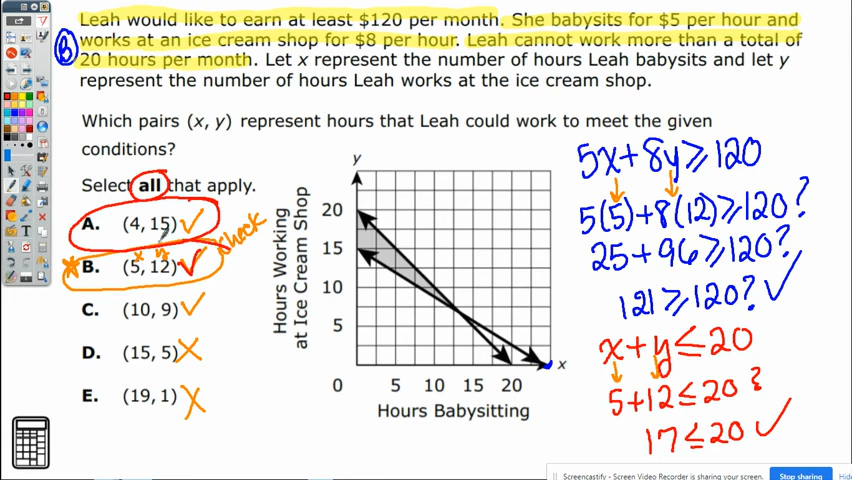 Leah would like to earn at least $120 per month. She babysits for $5 per hour and
works at an ice cream shop for $8 per hour. Leah cannot work more than a total of
20 hours per month. Let x represent the number of hours Leah babysits and let y
represent the number of hours Leah works at the ice cream shop.
B
Which pairs (x, y) represent hours that Leah could work to meet the given
conditions?
Select all that apply.
A. (4, 15) ✓
x y
B. (5, 12) ✓
check
C. (10, 9) ✓
D. (15, 5) X
E. (19, 1) X
y
Hours Working
at Ice Cream Shop
20
15
10
5
0
5 10 15 20
x
Hours Babysitting
5x+8y≥120
5(5)+8(12)≥120?
25+96≥120?
121≥120? ✓
x+y≤20
5+12≤20?
17≤20 ✓
Screencastify - Screen Video Recorder is sharing your screen.
Stop sharing
Hide